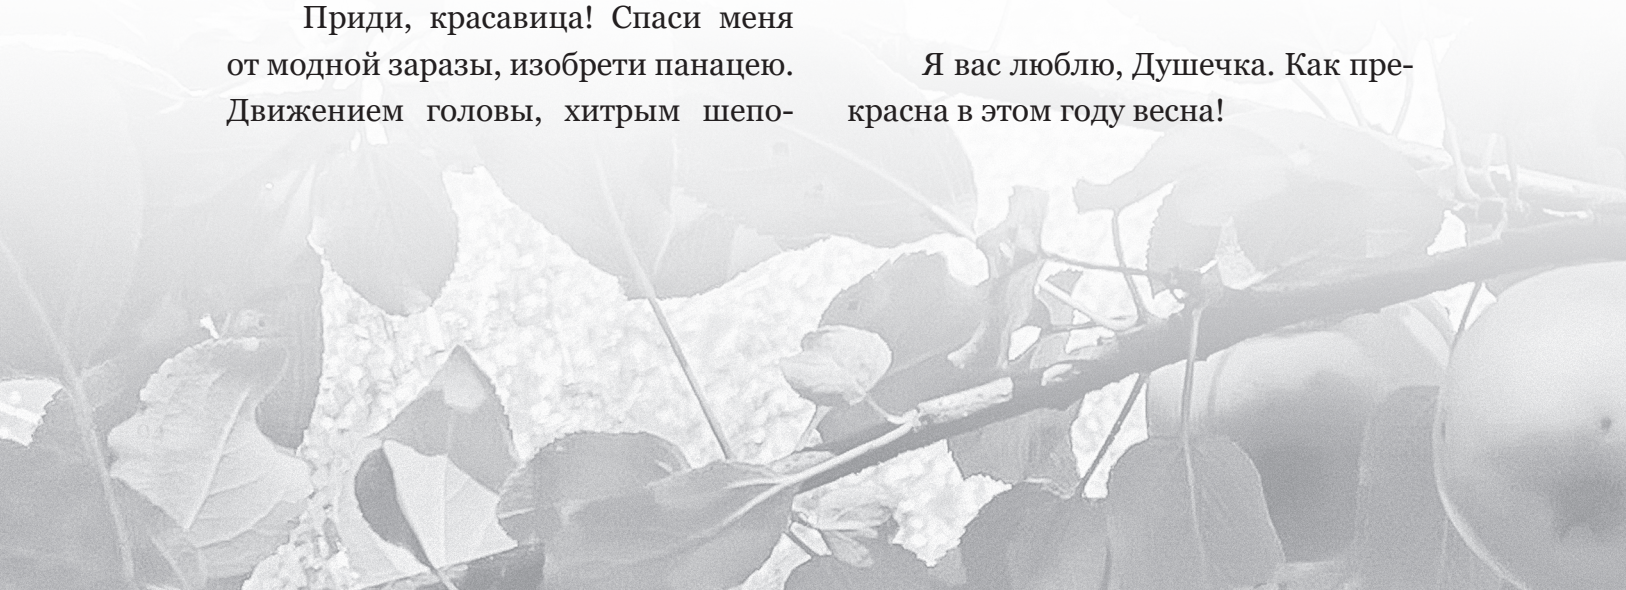 Приди, красавица! Спаси меня
от модной заразы, изобрети панацею.
Движением головы, хитрым шепо-
Я вас люблю, Душечка. Как пре-
красна в этом году весна!